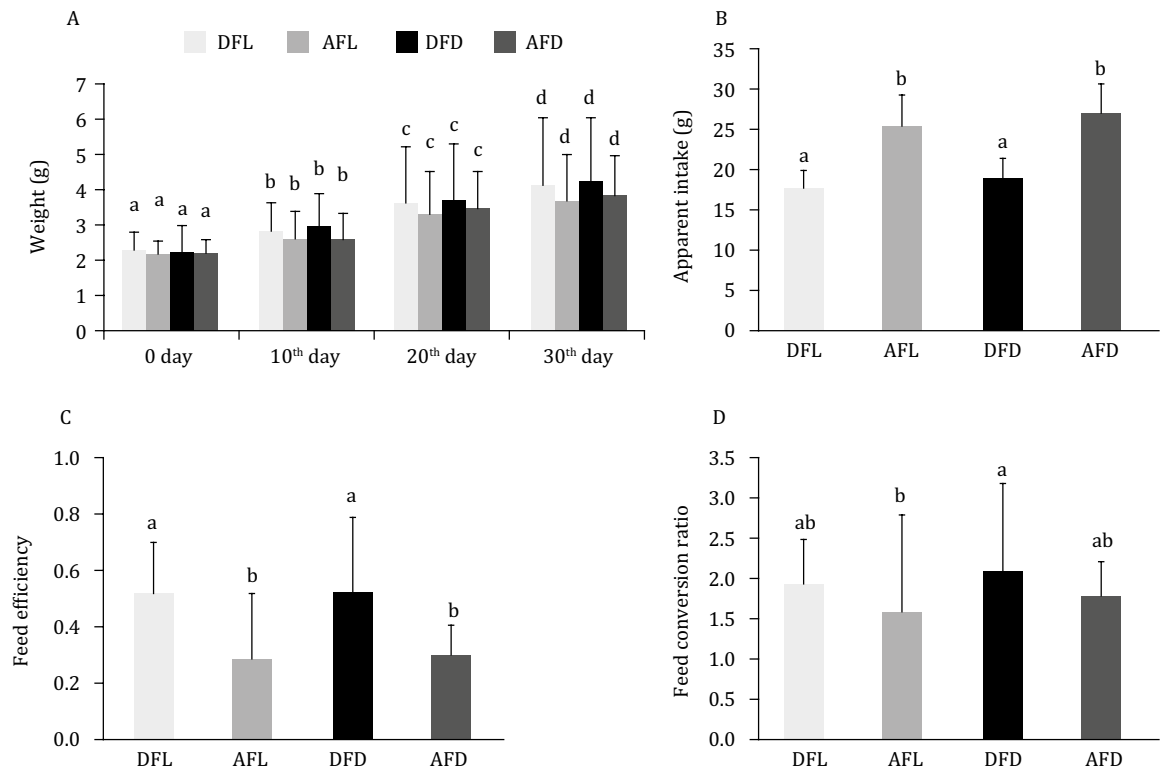 A
DFL AFL DFD AFD
Weight (g)
7
6
5
4
3
2
1
0
a a a a
b b b b
c c c c
d d d d
0 day 10th day 20th day 30th day
B
Apparent intake (g)
35
30
25
20
15
10
5
0
a b a b
DFL AFL DFD AFD
C
Feed efficiency
1.0
0.8
0.6
0.4
0.2
0.0
a b a b
DFL AFL DFD AFD
D
Feed conversion ratio
3.5
3.0
2.5
2.0
1.5
1.0
0.5
0.0
ab b a ab
DFL AFL DFD AFD